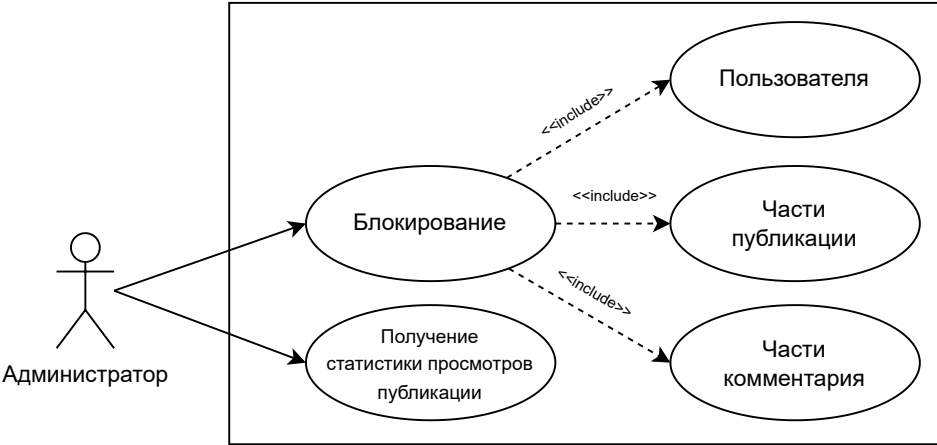 Пользователя
<<include>>
Блокирование
<<include>>
Части
публикации
<<include>>
Администратор
Получение
статистики просмотров
публикации
Части
комментария